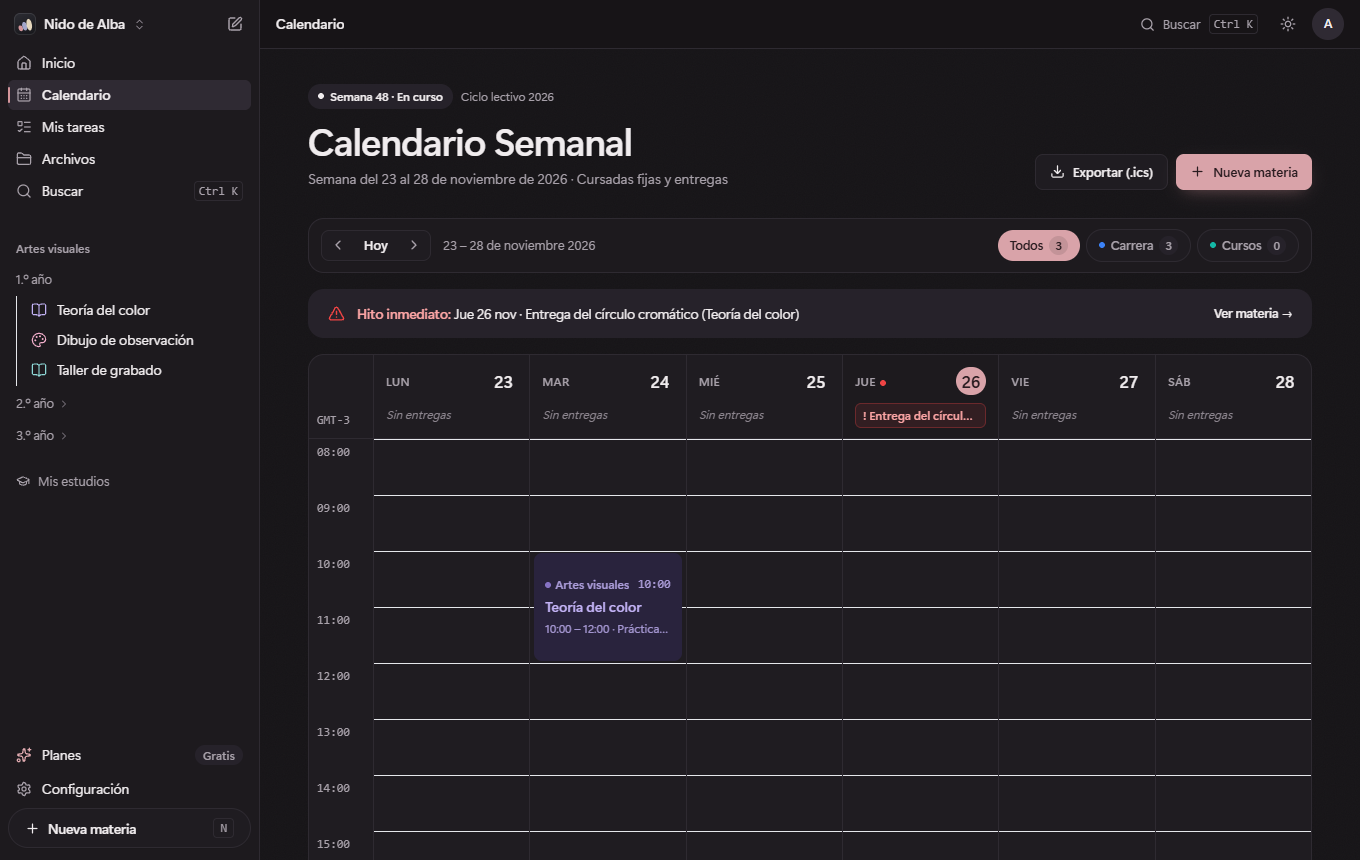 Nido de Alba
Inicio
Calendario
Mis tareas
Archivos
Buscar Ctrl K
Artes visuales
1.º año
Teoría del color
Dibujo de observación
Taller de grabado
2.º año
3.º año
Mis estudios
Planes Gratis
Configuración
Nueva materia N
Calendario
Buscar Ctrl K
A
Semana 48 · En curso Ciclo lectivo 2026
Calendario Semanal
Semana del 23 al 28 de noviembre de 2026 · Cursadas fijas y entregas
Exportar (.ics)
Nueva materia
Hoy
23 – 28 de noviembre 2026
Todos 3
Carrera 3
Cursos 0
Hito inmediato: Jue 26 nov · Entrega del círculo cromático (Teoría del color)
Ver materia →
GMT-3
LUN 23
Sin entregas
MAR 24
Sin entregas
MIÉ 25
Sin entregas
JUE 26
! Entrega del círcul...
VIE 27
Sin entregas
SÁB 28
Sin entregas
08:00
09:00
10:00
11:00
12:00
13:00
14:00
15:00
Artes visuales 10:00
Teoría del color
10:00 – 12:00 · Práctica...